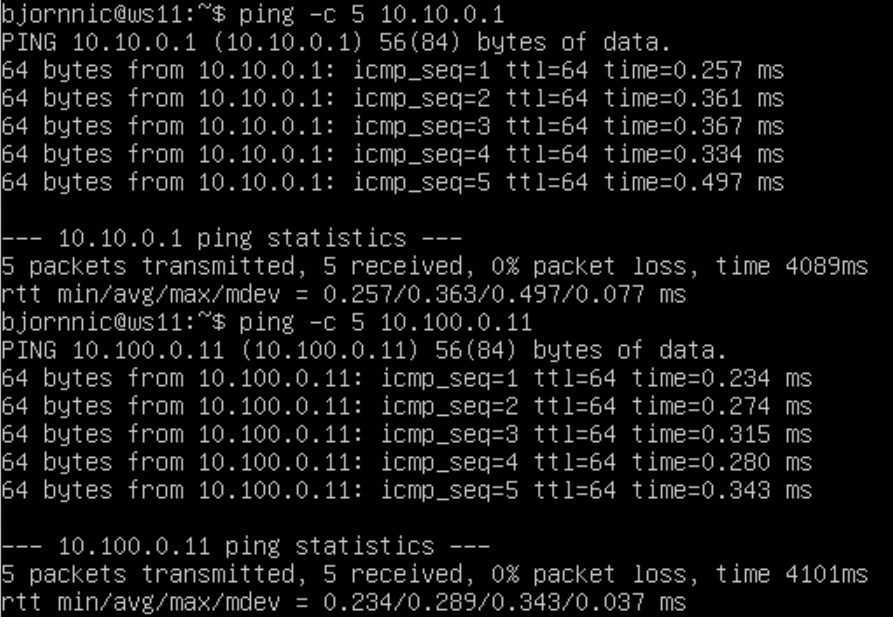 bjornnic@ws11:~$ ping -c 5 10.10.0.1
PING 10.10.0.1 (10.10.0.1) 56(84) bytes of data.
64 bytes from 10.10.0.1: icmp_seq=1 ttl=64 time=0.257 ms
64 bytes from 10.10.0.1: icmp_seq=2 ttl=64 time=0.361 ms
64 bytes from 10.10.0.1: icmp_seq=3 ttl=64 time=0.367 ms
64 bytes from 10.10.0.1: icmp_seq=4 ttl=64 time=0.334 ms
64 bytes from 10.10.0.1: icmp_seq=5 ttl=64 time=0.497 ms

--- 10.10.0.1 ping statistics ---
5 packets transmitted, 5 received, 0% packet loss, time 4089ms
rtt min/avg/max/mdev = 0.257/0.363/0.497/0.077 ms
bjornnic@ws11:~$ ping -c 5 10.100.0.11
PING 10.100.0.11 (10.100.0.11) 56(84) bytes of data.
64 bytes from 10.100.0.11: icmp_seq=1 ttl=64 time=0.234 ms
64 bytes from 10.100.0.11: icmp_seq=2 ttl=64 time=0.274 ms
64 bytes from 10.100.0.11: icmp_seq=3 ttl=64 time=0.315 ms
64 bytes from 10.100.0.11: icmp_seq=4 ttl=64 time=0.280 ms
64 bytes from 10.100.0.11: icmp_seq=5 ttl=64 time=0.343 ms

--- 10.100.0.11 ping statistics ---
5 packets transmitted, 5 received, 0% packet loss, time 4101ms
rtt min/avg/max/mdev = 0.234/0.289/0.343/0.037 ms